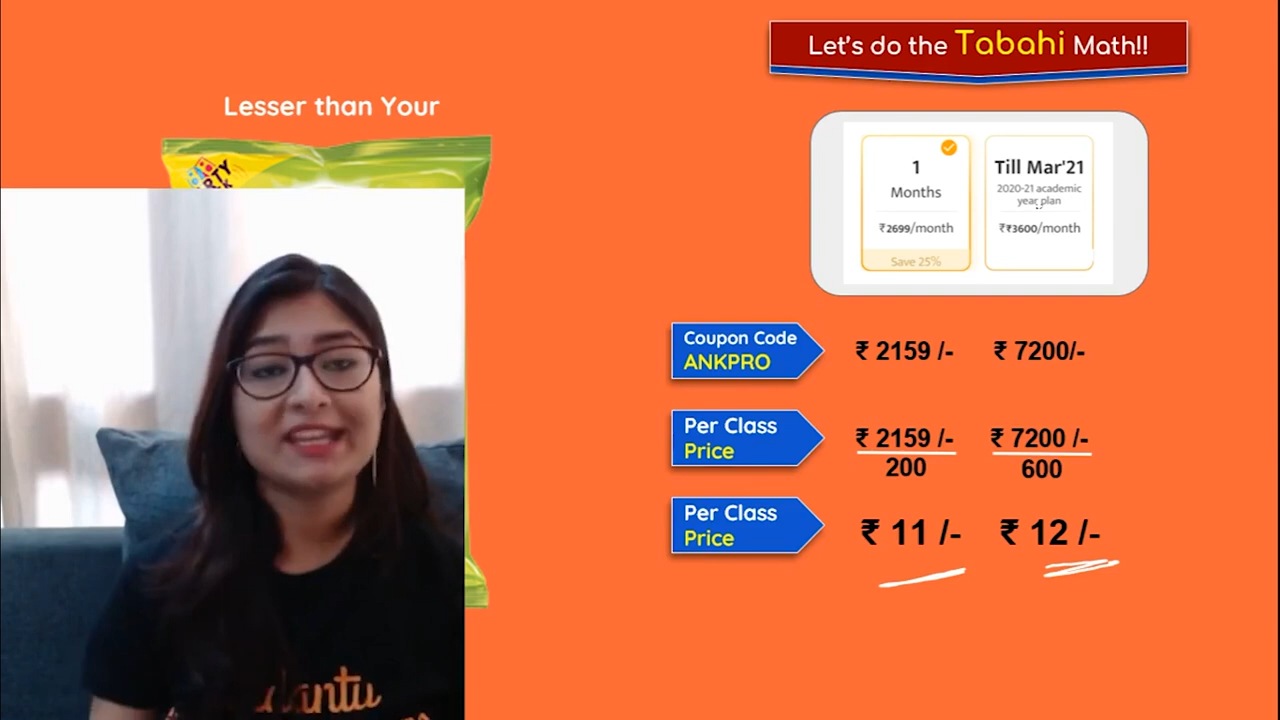 Let's do the Tabahi Math!!
Lesser than Your
1
Months
₹2699/month
Save 25%
Till Mar'21
2020-21 academic
year plan
₹₹3600/month
Coupon Code
ANKPRO
₹ 2159 /-
₹ 7200/-
Per Class
Price
₹ 2159 /-
200
₹ 7200 /-
600
Per Class
Price
₹ 11 /-
₹ 12 /-